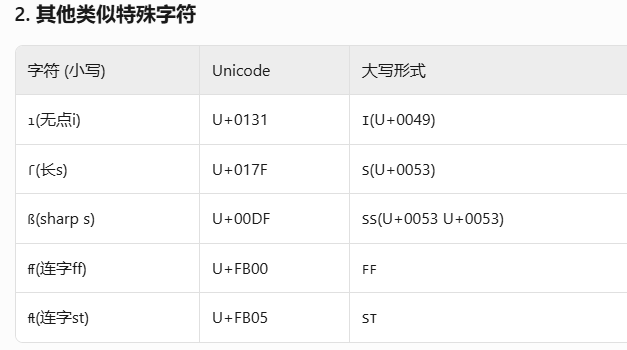 2. 其他类似特殊字符
字符 (小写) Unicode 大写形式
ı(无点i) U+0131 I(U+0049)
ſ(长s) U+017F S(U+0053)
ß(sharp s) U+00DF SS(U+0053 U+0053)
ff(连字ff) U+FB00 FF
ſt(连字st) U+FB05 ST